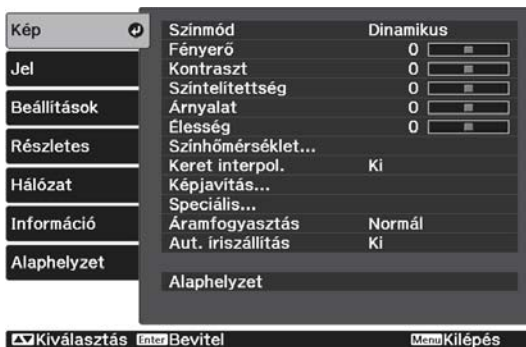 Kép
Jel
Beállítások
Részletes
Hálózat
Információ
Alaphelyzet
Színmód Dinamikus
Fényerő 0
Kontraszt 0
Színtelítettség 0
Árnyalat 0
Élesség 0
Színhőmérséklet...
Keret interpol. Ki
Képjavítás...
Speciális...
Áramfogyasztás Normál
Aut. íriszállítás Ki
Alaphelyzet
Kiválasztás Enter Bevitel Menu Kilépés